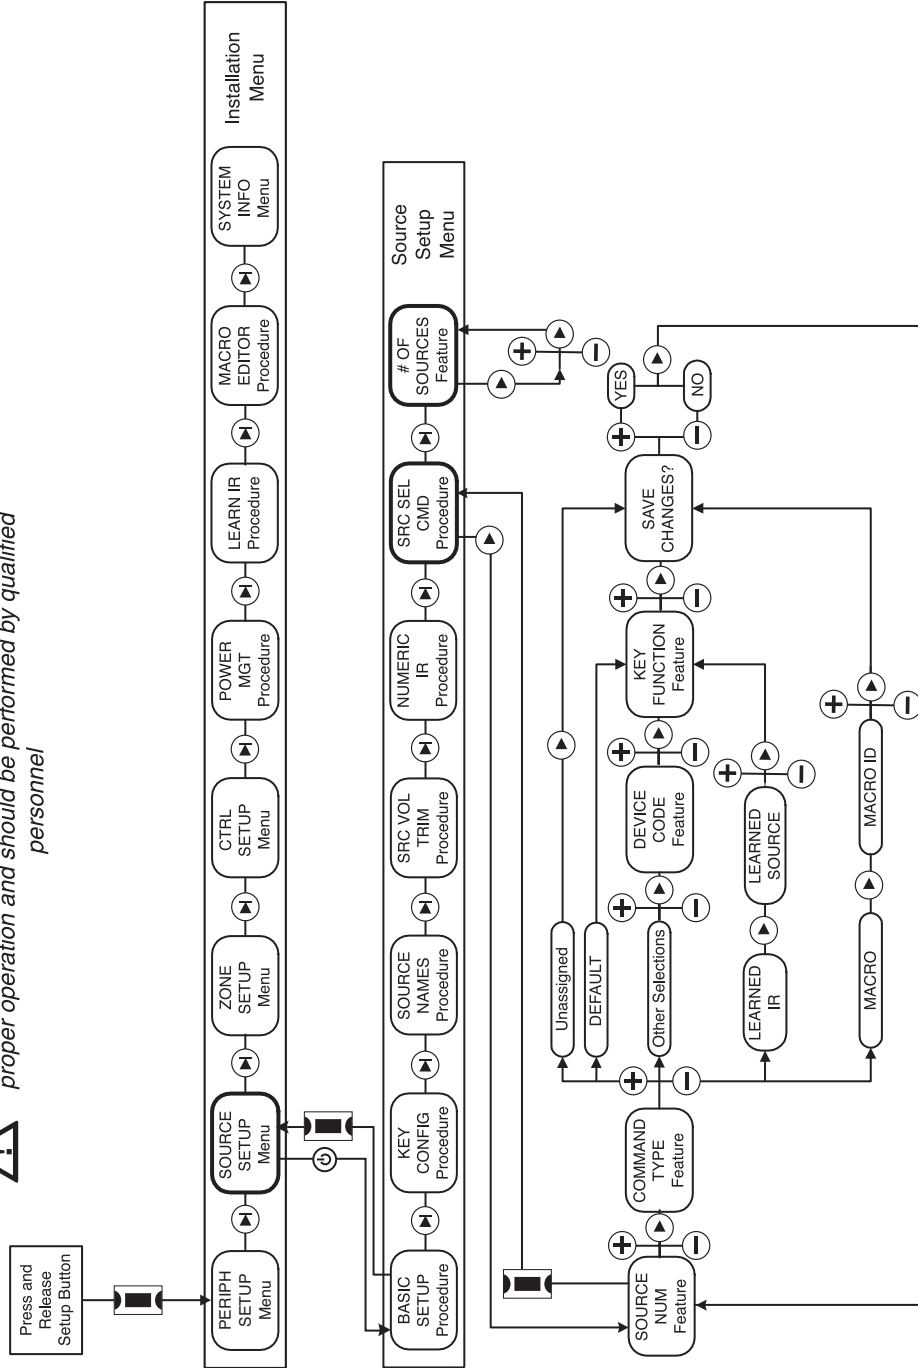 proper operation and should be performed by qualified
personnel
Press and
Release
Setup Button
PERIPH
SETUP
Menu
SOURCE
SETUP
Menu
ZONE
SETUP
Menu
CTRL
SETUP
Menu
POWER
MGT
Procedure
LEARN IR
Procedure
MACRO
EDITOR
Procedure
SYSTEM
INFO
Menu
Installation
Menu
BASIC
SETUP
Procedure
KEY
CONFIG
Procedure
SOURCE
NAMES
Procedure
SRC VOL
TRIM
Procedure
NUMERIC
IR
Procedure
SRC SEL
CMD
Procedure
# OF
SOURCES
Feature
Source
Setup
Menu
SOURCE
NUM
Feature
COMMAND
TYPE
Feature
Unassigned
DEFAULT
Other Selections
LEARNED
IR
MACRO
DEVICE
CODE
Feature
LEARNED
SOURCE
MACRO ID
KEY
FUNCTION
Feature
SAVE
CHANGES?
YES
NO